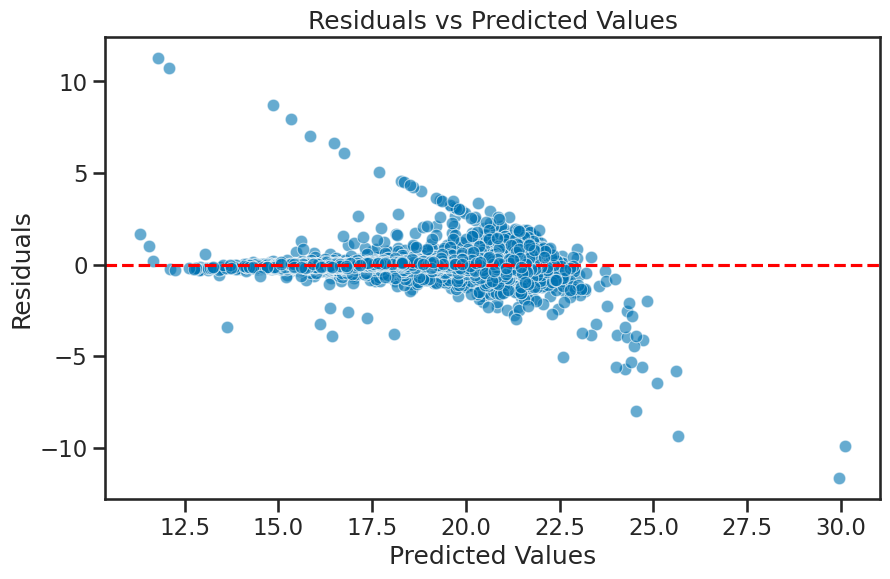 Residuals vs Predicted Values
Residuals
10
5
0
−5
−10
12.5 15.0 17.5 20.0 22.5 25.0 27.5 30.0
Predicted Values